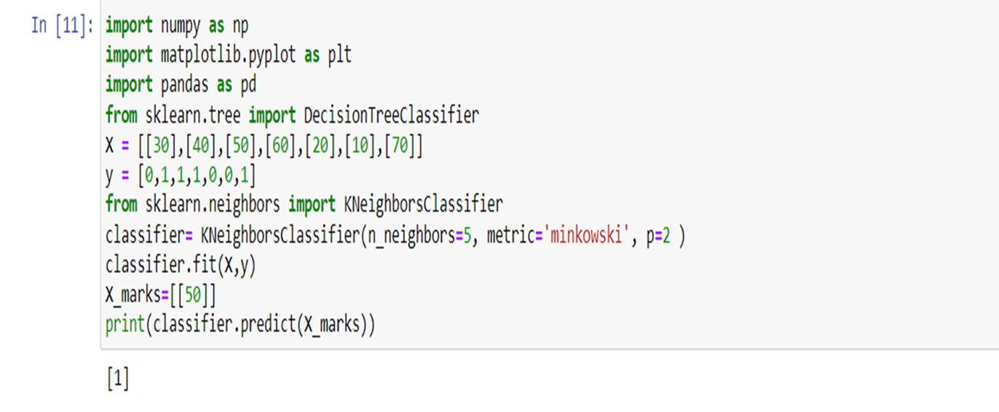 In [11]: import numpy as np
import matplotlib.pyplot as plt
import pandas as pd
from sklearn.tree import DecisionTreeClassifier
X = [[30],[40],[50],[60],[20],[10],[70]]
y = [0,1,1,1,0,0,1]
from sklearn.neighbors import KNeighborsClassifier
classifier= KNeighborsClassifier(n_neighbors=5, metric='minkowski', p=2 )
classifier.fit(X,y)
X_marks=[[50]]
print(classifier.predict(X_marks))
[1]